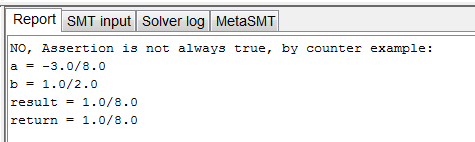 Report SMT input Solver log MetaSMT
NO, Assertion is not always true, by counter example:
a = -3.0/8.0
b = 1.0/2.0
result = 1.0/8.0
return = 1.0/8.0